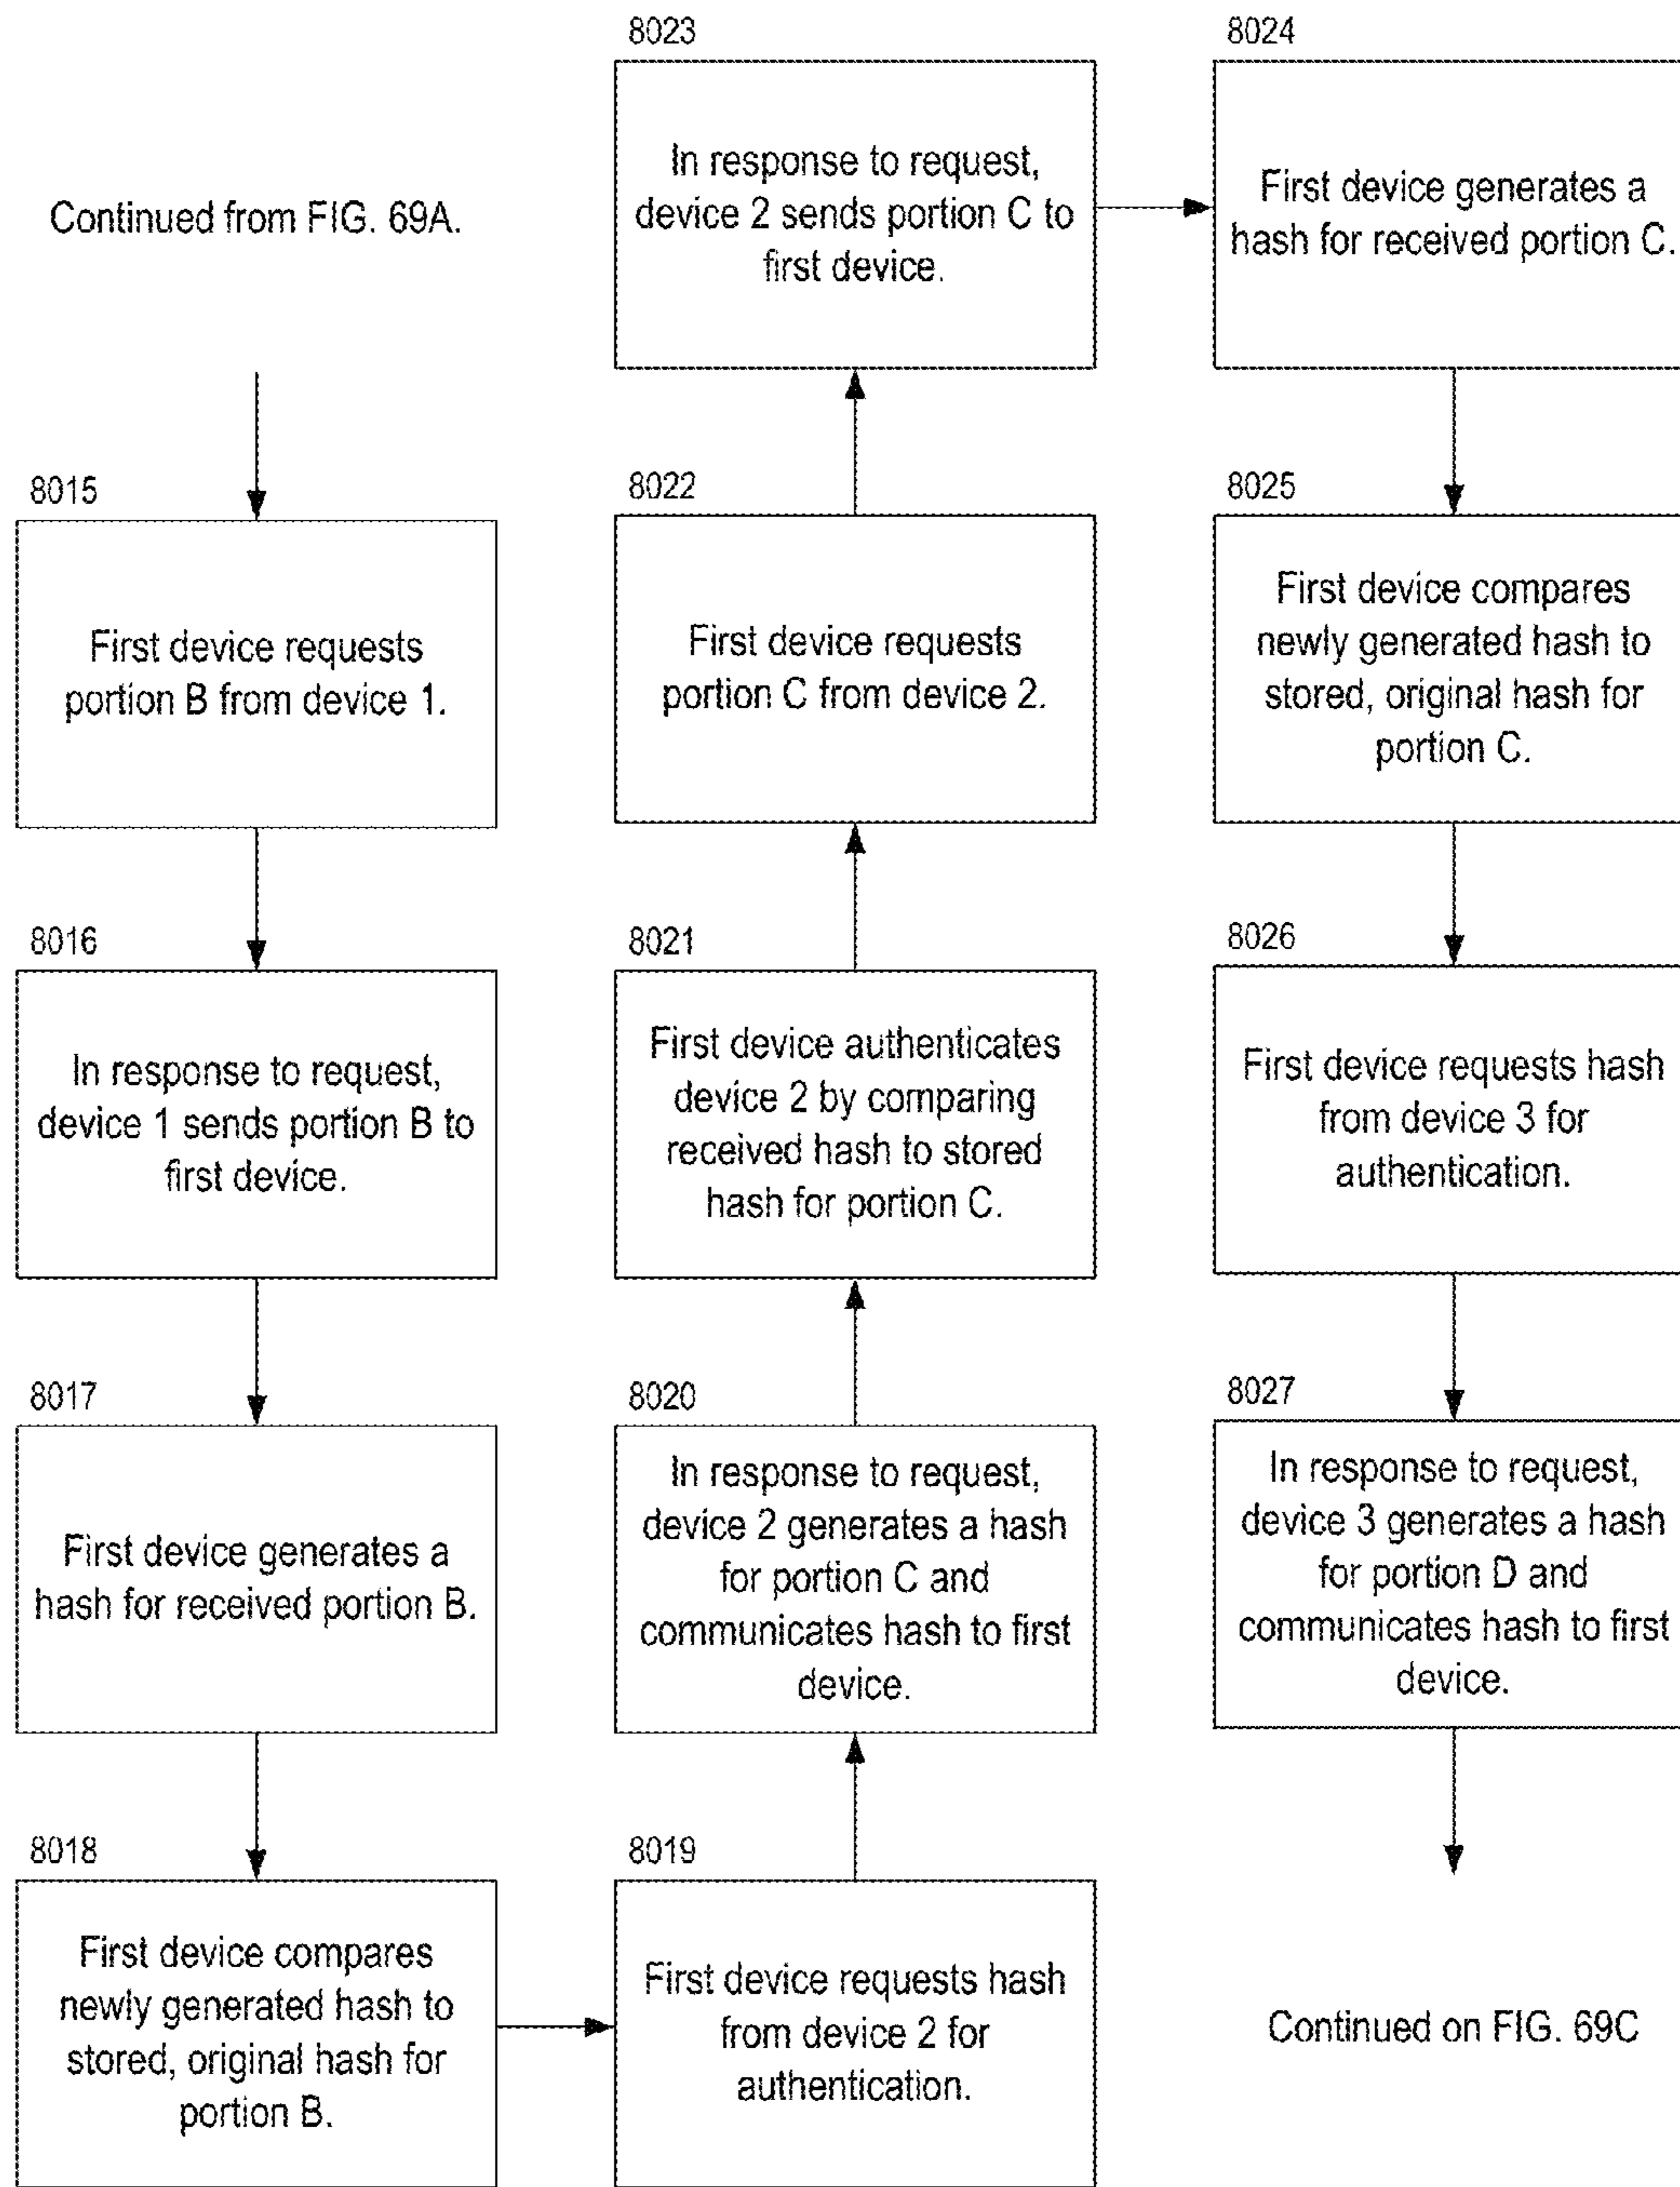 Continued from FIG. 69A.
8015
First device requests
portion B from device 1.
8016
In response to request,
device 1 sends portion B to
first device.
8017
First device generates a
hash for received portion B.
8018
First device compares
newly generated hash to
stored, original hash for
portion B.
8019
First device requests hash
from device 2 for
authentication.
8020
In response to request,
device 2 generates a hash
for portion C and
communicates hash to first
device.
8021
First device authenticates
device 2 by comparing
received hash to stored
hash for portion C.
8022
First device requests
portion C from device 2.
8023
In response to request,
device 2 sends portion C to
first device.
8024
First device generates a
hash for received portion C.
8025
First device compares
newly generated hash to
stored, original hash for
portion C.
8026
First device requests hash
from device 3 for
authentication.
8027
In response to request,
device 3 generates a hash
for portion D and
communicates hash to first
device.
Continued on FIG. 69C